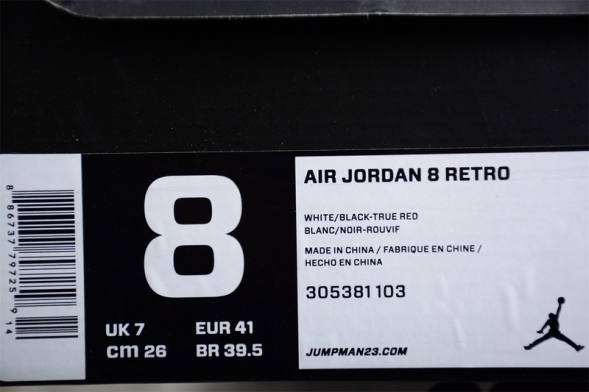 8 86737 79725 9 14
8
UK 7 EUR 41
cm 26 BR 39.5
AIR JORDAN 8 RETRO
WHITE/BLACK-TRUE RED
BLANC/NOIR-ROUVIF
MADE IN CHINA / FABRIQUE EN CHINE /
HECHO EN CHINA
305381 103
JUMPMAN23.COM